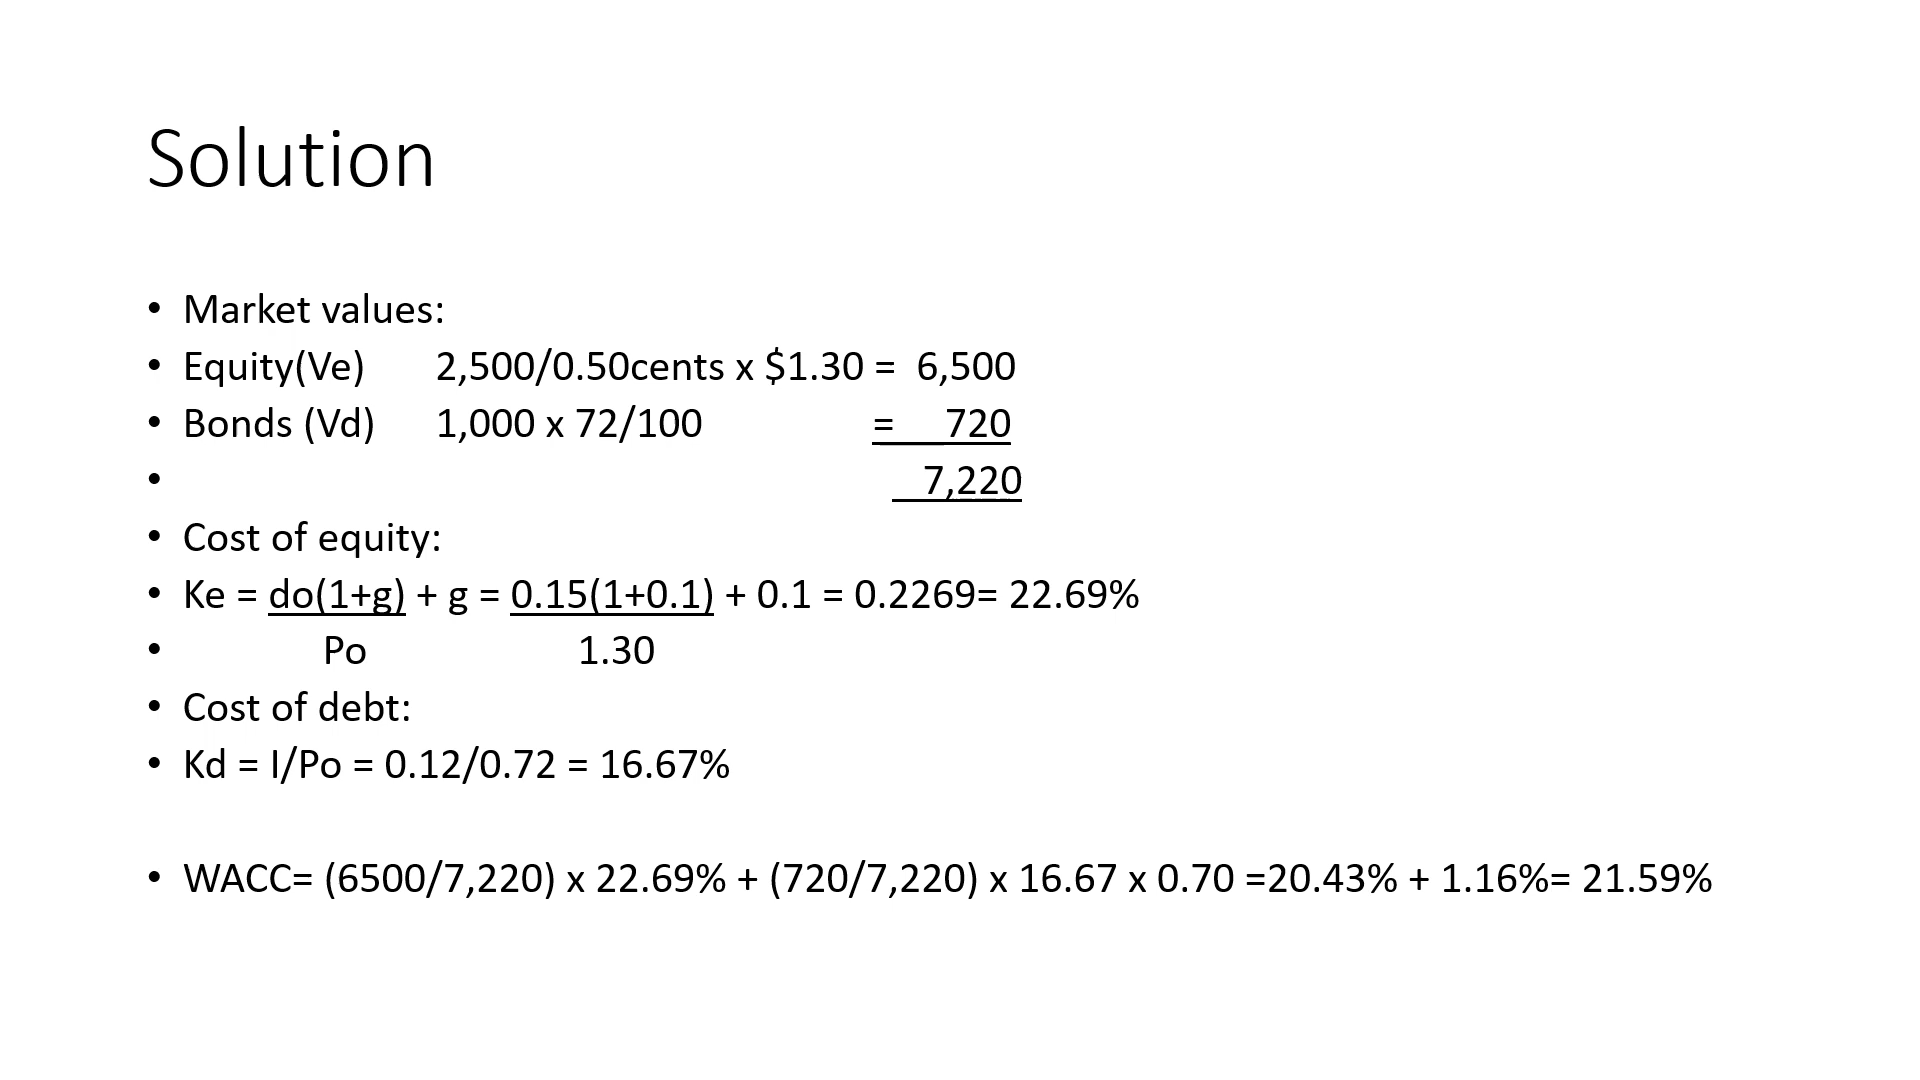 Solution
• Market values:
• Equity(Ve) 2,500/0.50cents x $1.30 = 6,500
• Bonds (Vd) 1,000 x 72/100 = 720
• 7,220
• Cost of equity:
• Ke = do(1+g) + g = 0.15(1+0.1) + 0.1 = 0.2269= 22.69%
• Po 1.30
• Cost of debt:
• Kd = I/Po = 0.12/0.72 = 16.67%
• WACC= (6500/7,220) x 22.69% + (720/7,220) x 16.67 x 0.70 =20.43% + 1.16%= 21.59%